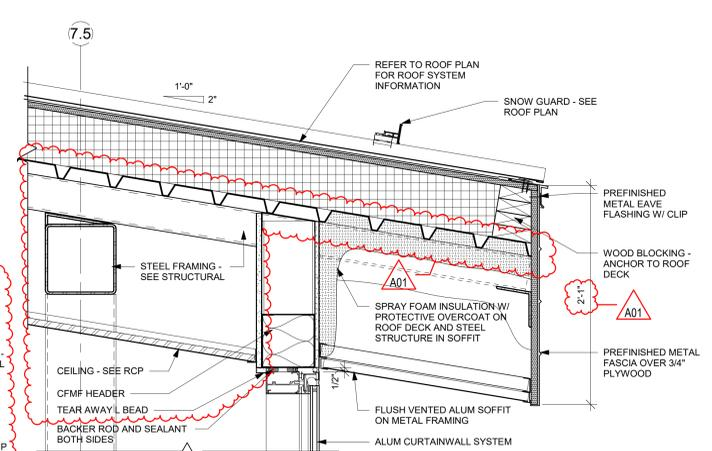 7.5
1'-0"
2"
REFER TO ROOF PLAN
FOR ROOF SYSTEM
INFORMATION
SNOW GUARD - SEE
ROOF PLAN
PREFINISHED
METAL EAVE
FLASHING W/ CLIP
WOOD BLOCKING -
ANCHOR TO ROOF
DECK
STEEL FRAMING -
SEE STRUCTURAL
A01
2'-1"
A01
SPRAY FOAM INSULATION W/
PROTECTIVE OVERCOAT ON
ROOF DECK AND STEEL
STRUCTURE IN SOFFIT
PREFINISHED METAL
FASCIA OVER 3/4"
PLYWOOD
CEILING - SEE RCP
CFMF HEADER
TEAR AWAY L BEAD
BACKER ROD AND SEALANT
BOTH SIDES
1/2"
FLUSH VENTED ALUM SOFFIT
ON METAL FRAMING
ALUM CURTAINWALL SYSTEM